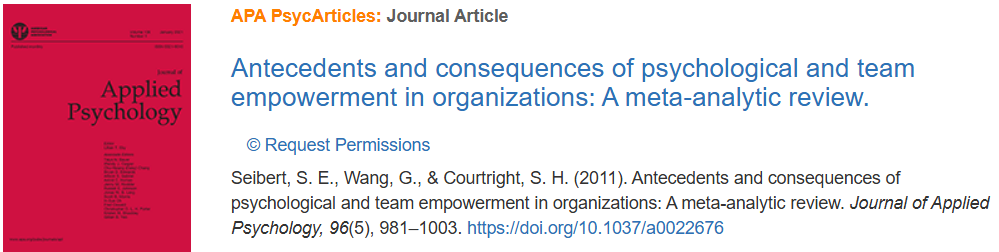 Journal of
Applied
Psychology
APA PsycArticles: Journal Article
Antecedents and consequences of psychological and team
empowerment in organizations: A meta-analytic review.
© Request Permissions
Seibert, S. E., Wang, G., & Courtright, S. H. (2011). Antecedents and consequences of
psychological and team empowerment in organizations: A meta-analytic review. Journal of Applied
Psychology, 96(5), 981–1003. https://doi.org/10.1037/a0022676